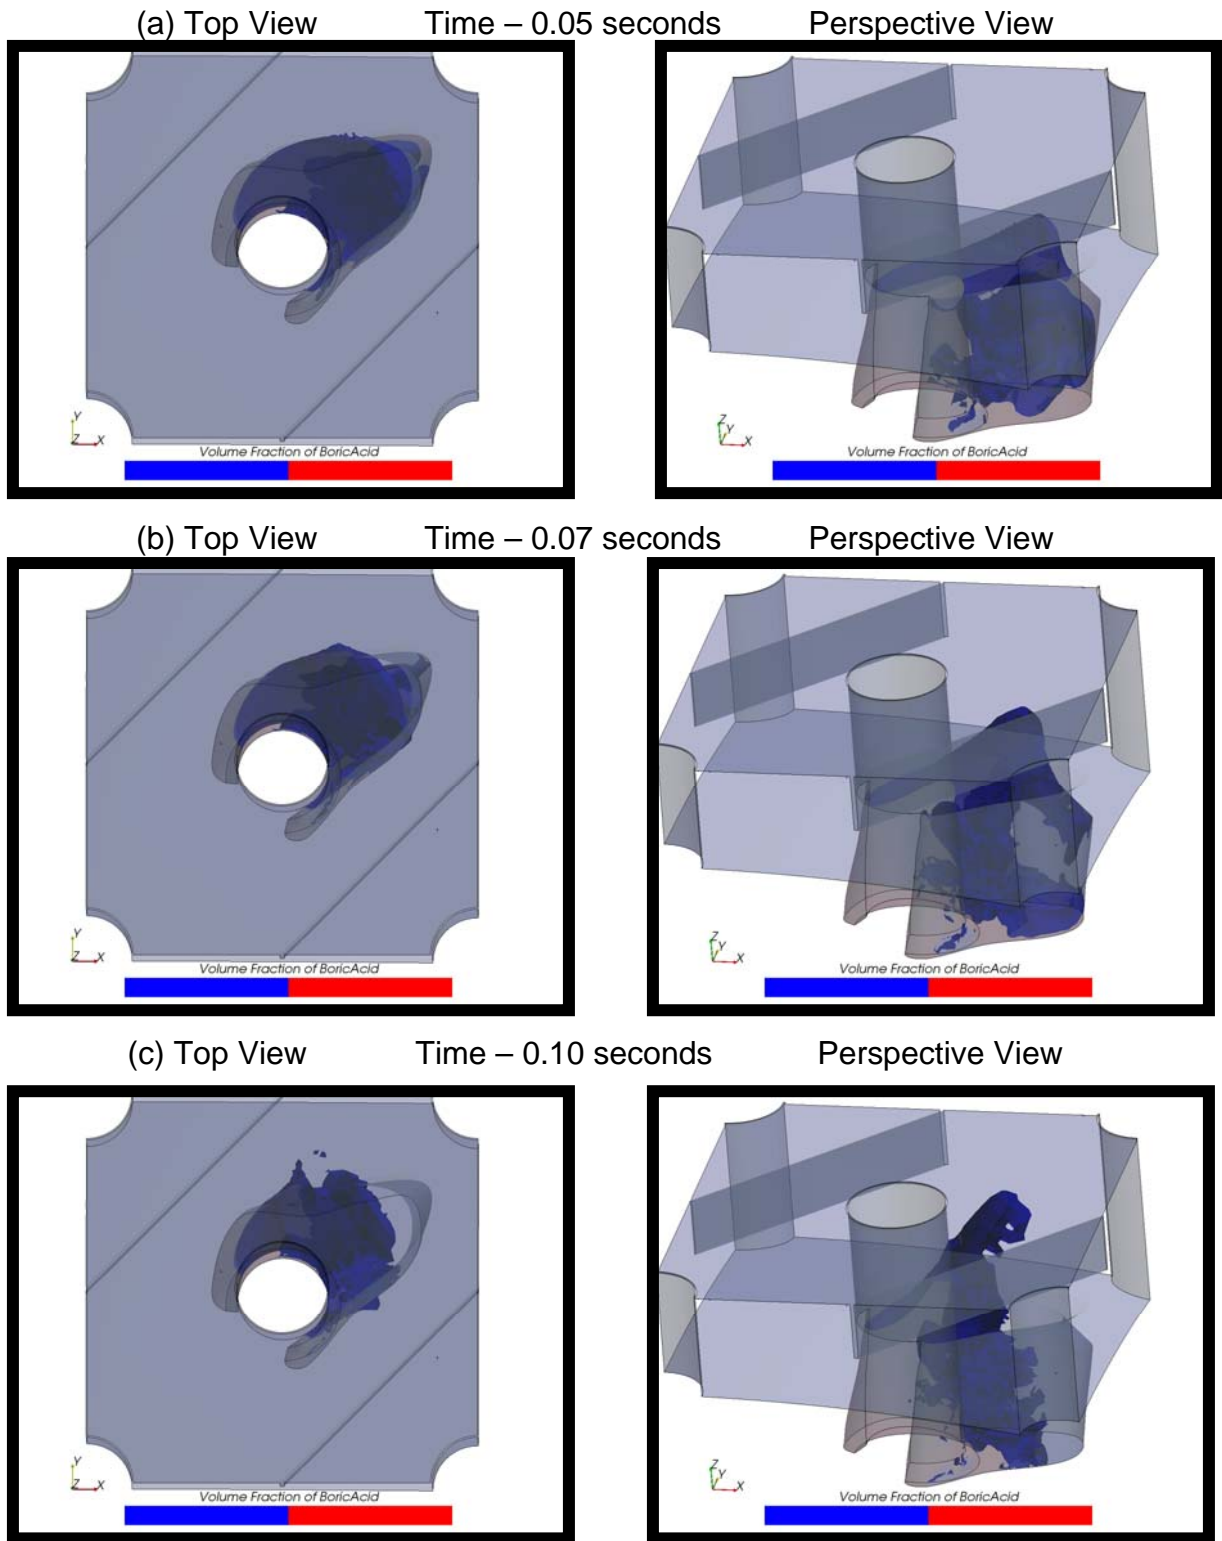 (a) Top View Time – 0.05 seconds Perspective View
Y
Z X
Volume Fraction of BoricAcid
Z
Y
X
Volume Fraction of BoricAcid
(b) Top View Time – 0.07 seconds Perspective View
Y
Z X
Volume Fraction of BoricAcid
Z
Y
X
Volume Fraction of BoricAcid
(c) Top View Time – 0.10 seconds Perspective View
Y
Z X
Volume Fraction of BoricAcid
Z
Y
X
Volume Fraction of BoricAcid